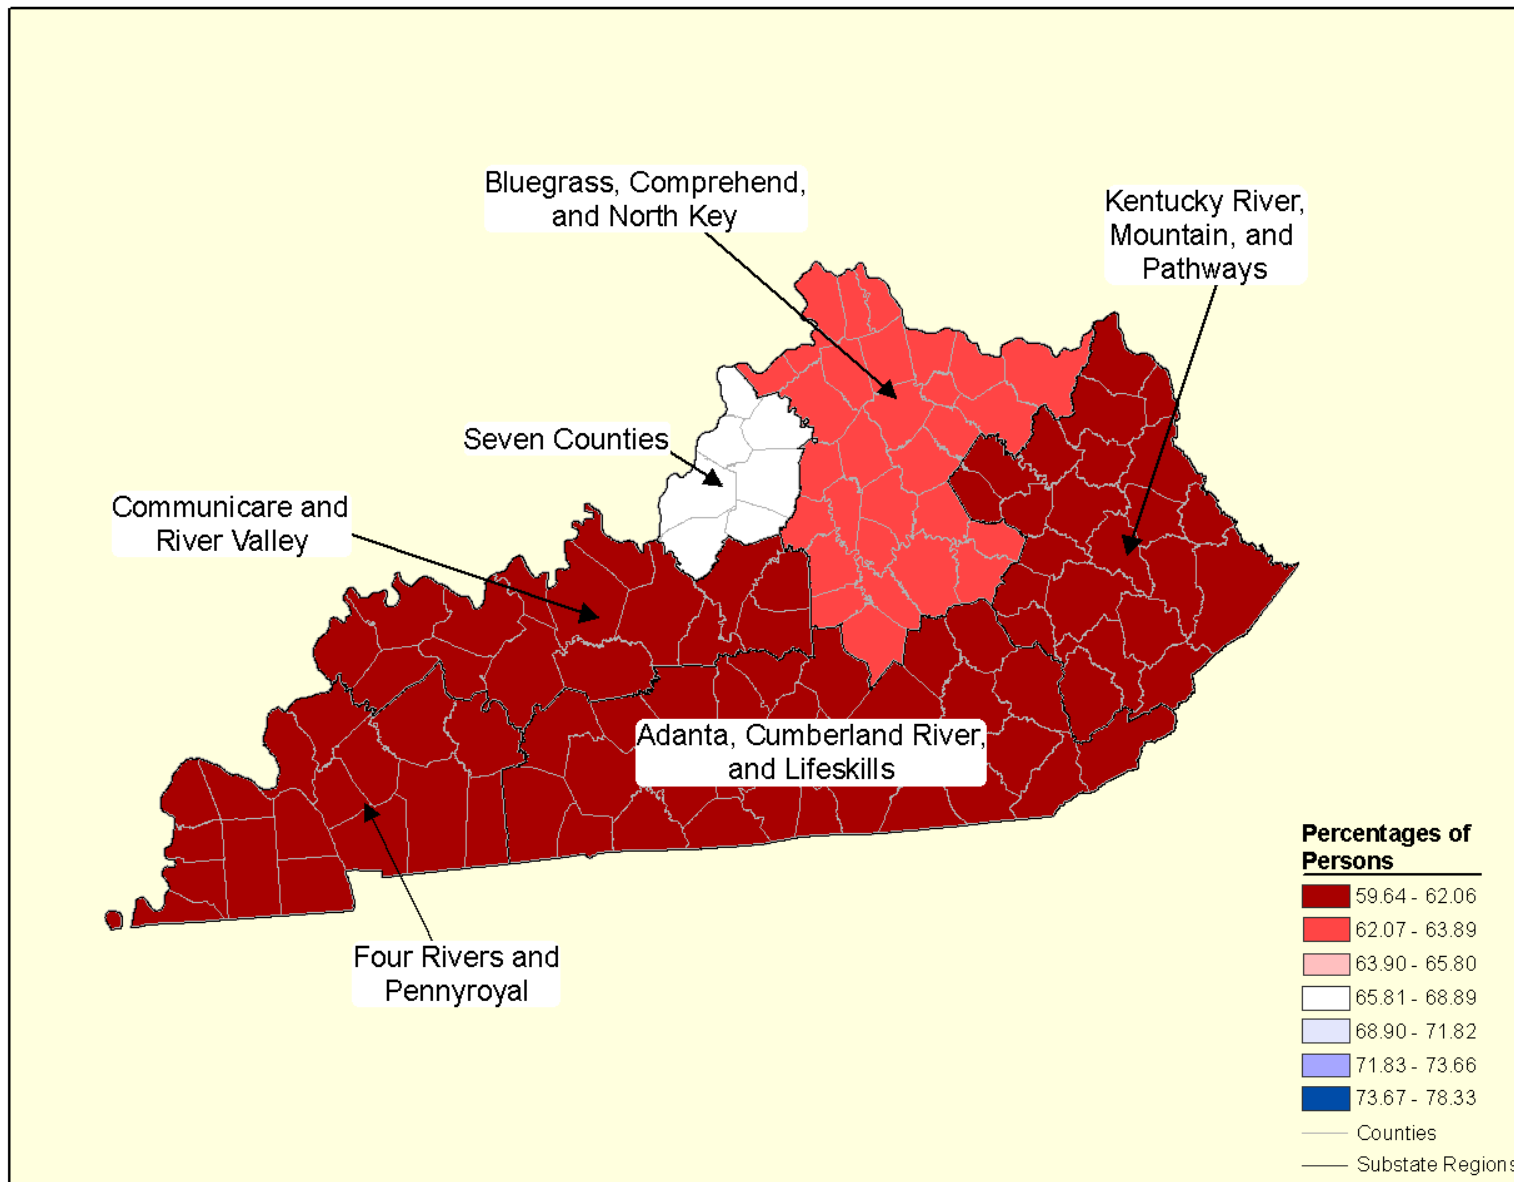 Bluegrass, Comprehend,
and North Key
Kentucky River,
Mountain, and
Pathways
Seven Counties
Communicare and
River Valley
Adanta, Cumberland River,
and Lifeskills
Four Rivers and
Pennyroyal
Percentages of
Persons
59.64 - 62.06
62.07 - 63.89
63.90 - 65.80
65.81 - 68.89
68.90 - 71.82
71.83 - 73.66
73.67 - 78.33
Counties
Substate Regions